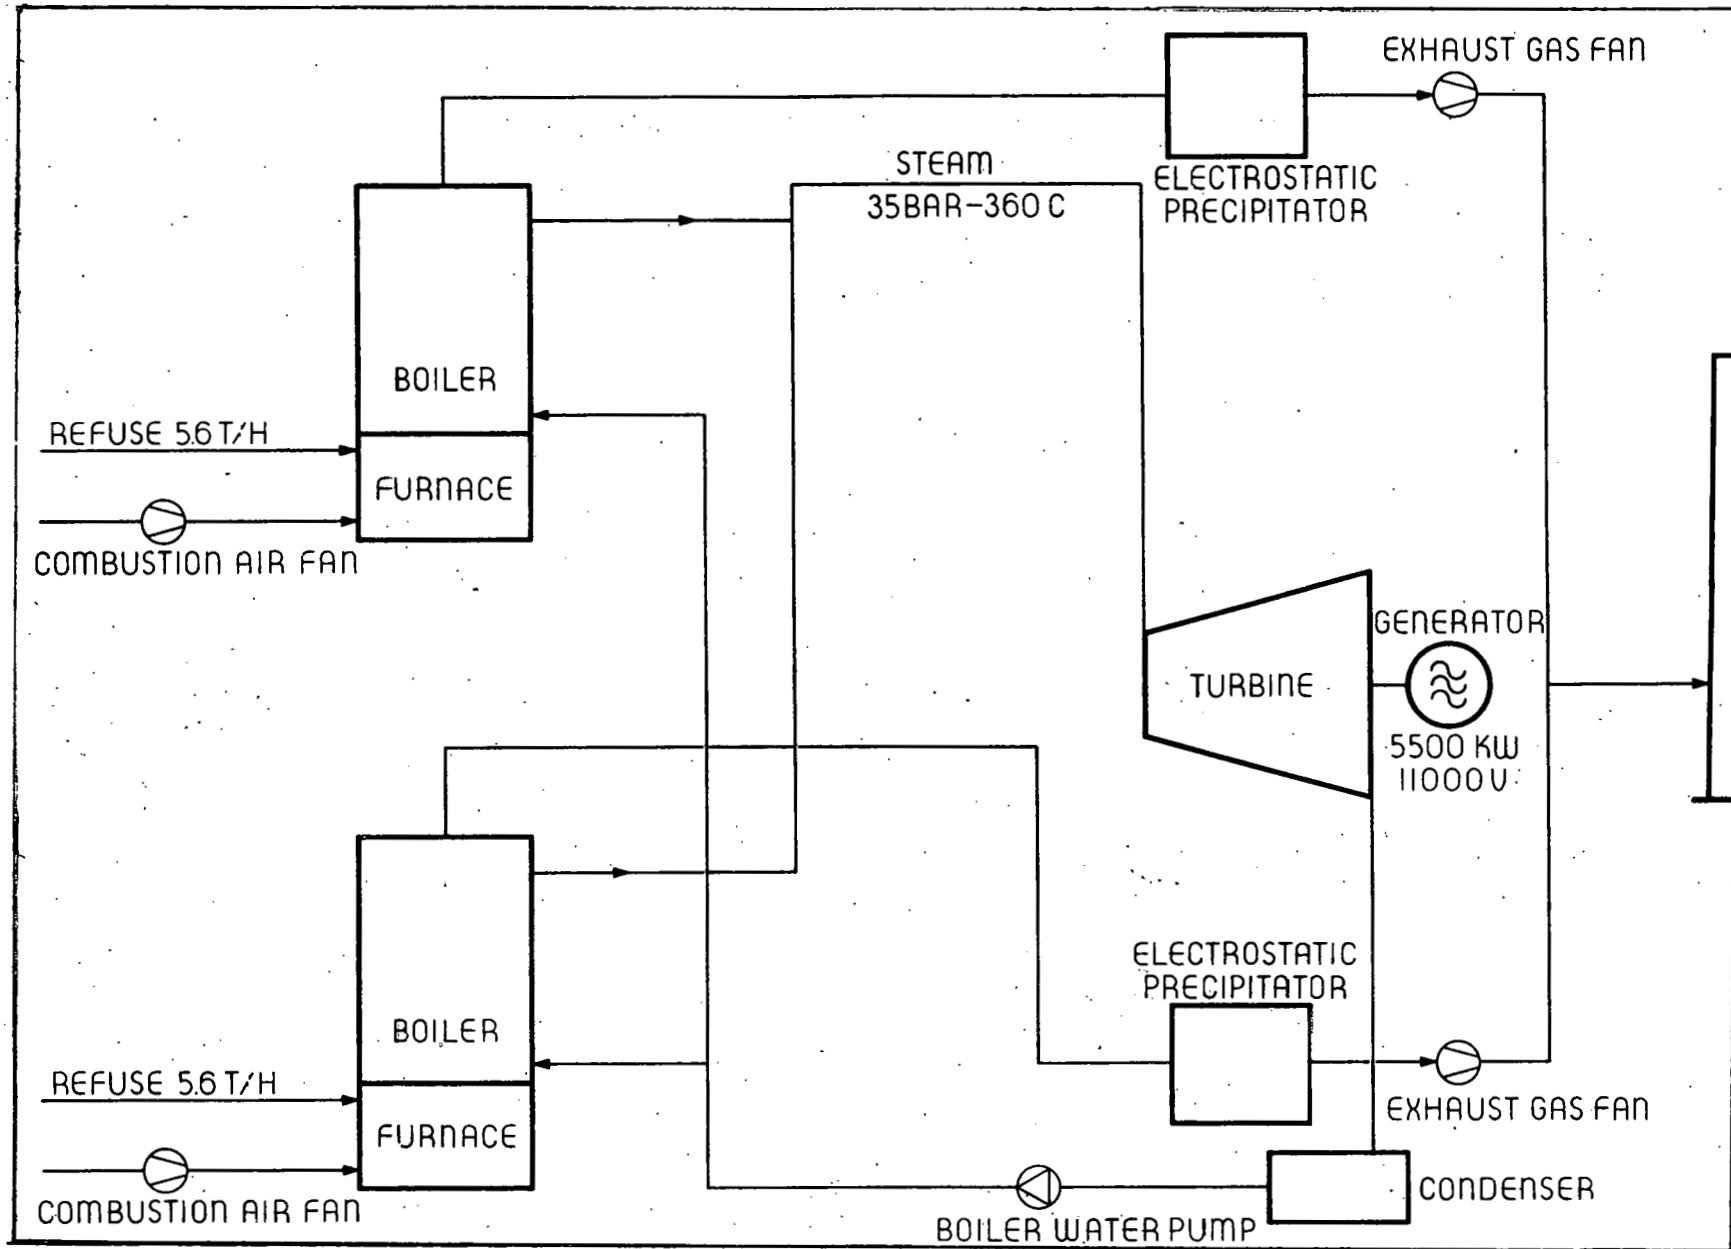 EXHAUST GAS FAN
STEAM
35BAR-360 C
ELECTROSTATIC
PRECIPITATOR
BOILER
REFUSE 5.6 T/H
FURNACE
COMBUSTION AIR FAN
GENERATOR
TURBINE
5500 KW
11000 V
ELECTROSTATIC
PRECIPITATOR
BOILER
REFUSE 5.6 T/H
EXHAUST GAS FAN
FURNACE
CONDENSER
COMBUSTION AIR FAN
BOILER WATER PUMP